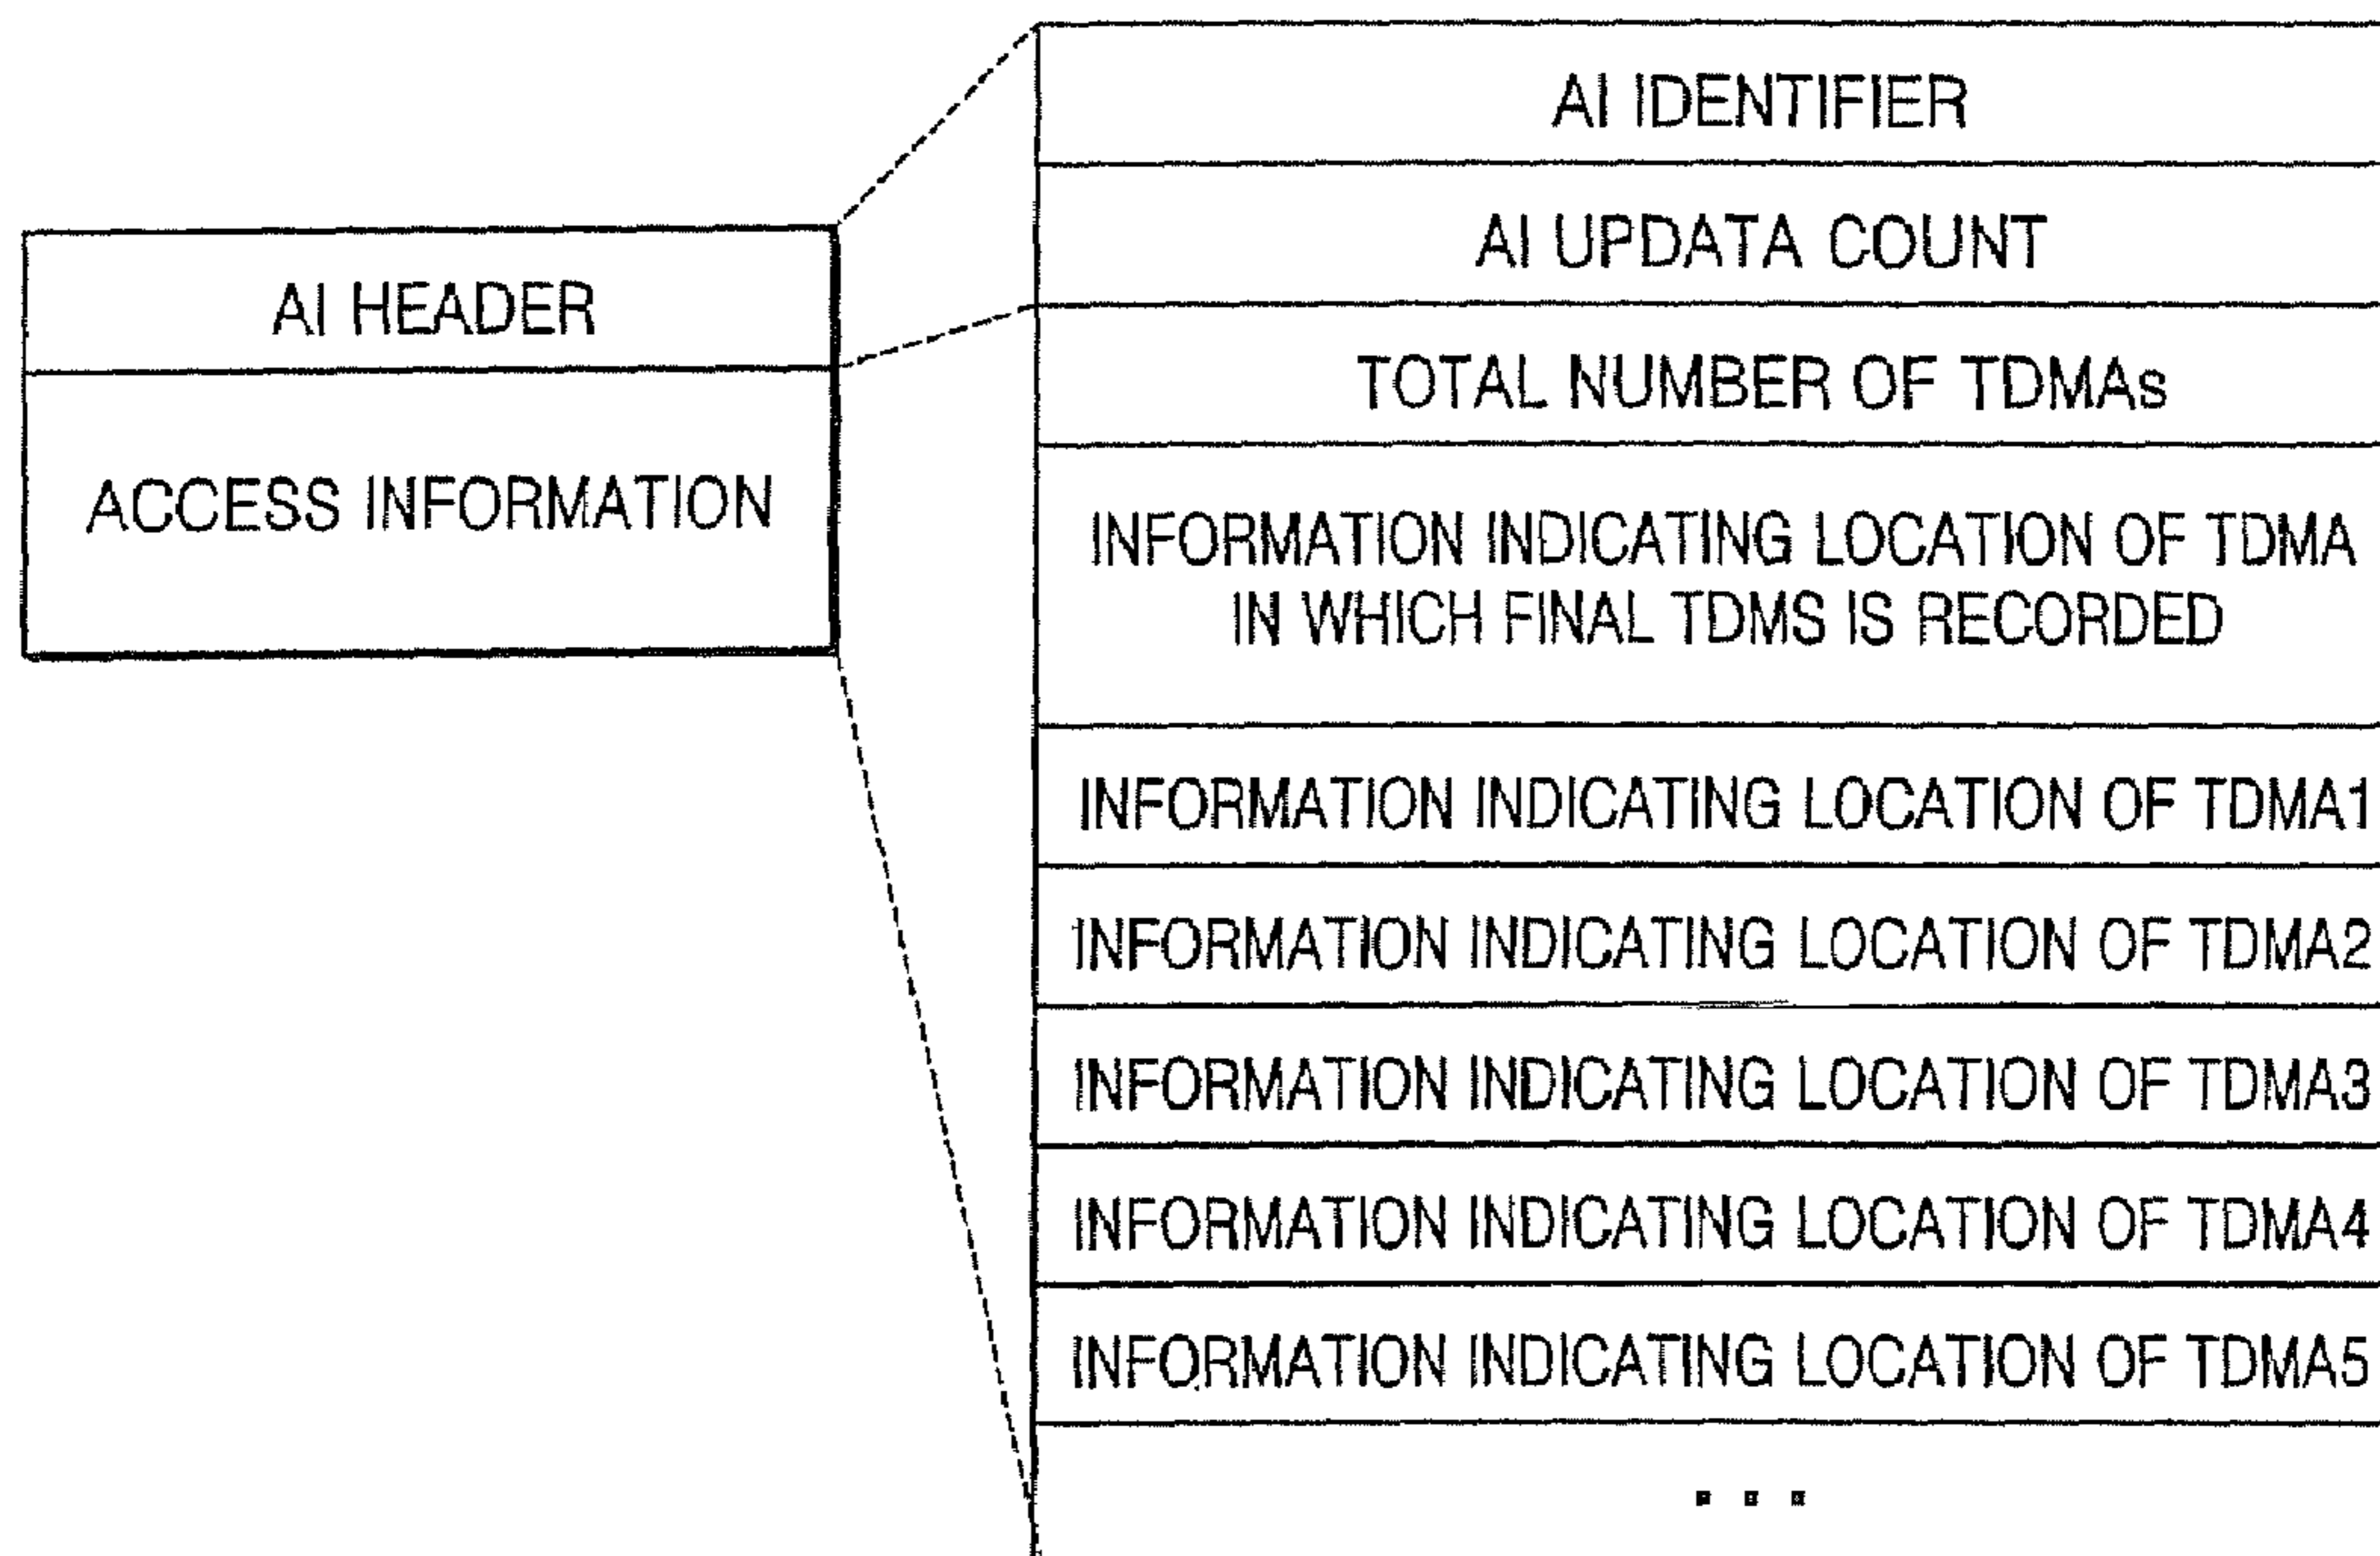 AI HEADER
ACCESS INFORMATION
AI IDENTIFIER
AI UPDATA COUNT
TOTAL NUMBER OF TDMAs
INFORMATION INDICATING LOCATION OF TDMA
IN WHICH FINAL TDMS IS RECORDED
INFORMATION INDICATING LOCATION OF TDMA1
INFORMATION INDICATING LOCATION OF TDMA2
INFORMATION INDICATING LOCATION OF TDMA3
INFORMATION INDICATING LOCATION OF TDMA4
INFORMATION INDICATING LOCATION OF TDMA5
...